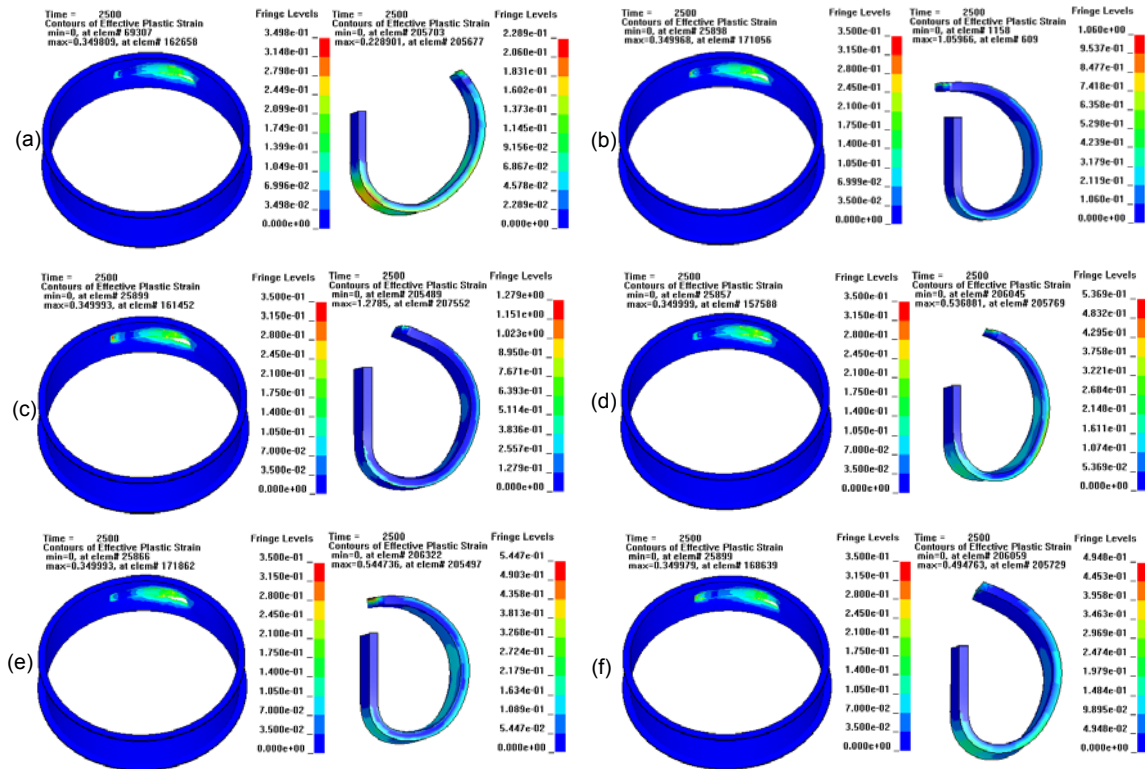 (a)
Time = 2500
Contours of Effective Plastic Strain
min=0, at elem# 69307
max=0.349809, at elem# 162658
Fringe Levels
3.498e-01
3.148e-01
2.798e-01
2.449e-01
2.099e-01
1.749e-01
1.399e-01
1.049e-01
6.996e-02
3.498e-02
0.000e+00
Time = 2500
Contours of Effective Plastic Strain
min=0, at elem# 205703
max=0.228901, at elem# 205677
Fringe Levels
2.289e-01
2.060e-01
1.831e-01
1.602e-01
1.373e-01
1.145e-01
9.156e-02
6.867e-02
4.578e-02
2.289e-02
0.000e+00
(b)
Time = 2500
Contours of Effective Plastic Strain
min=0, at elem# 25898
max=0.349968, at elem# 171056
Fringe Levels
3.500e-01
3.150e-01
2.800e-01
2.450e-01
2.100e-01
1.750e-01
1.400e-01
1.050e-01
6.999e-02
3.500e-02
0.000e+00
Time = 2500
Contours of Effective Plastic Strain
min=0, at elem# 1158
max=1.05966, at elem# 609
Fringe Levels
1.060e+00
9.537e-01
8.477e-01
7.418e-01
6.358e-01
5.298e-01
4.239e-01
3.179e-01
2.119e-01
1.060e-01
0.000e+00
(c)
Time = 2500
Contours of Effective Plastic Strain
min=0, at elem# 25899
max=0.349993, at elem# 161452
Fringe Levels
3.500e-01
3.150e-01
2.800e-01
2.450e-01
2.100e-01
1.750e-01
1.400e-01
1.050e-01
7.000e-02
3.500e-02
0.000e+00
Time = 2500
Contours of Effective Plastic Strain
min=0, at elem# 205489
max=1.2785, at elem# 207552
Fringe Levels
1.279e+00
1.151e+00
1.023e+00
8.950e-01
7.671e-01
6.393e-01
5.114e-01
3.836e-01
2.557e-01
1.279e-01
0.000e+00
(d)
Time = 2500
Contours of Effective Plastic Strain
min=0, at elem# 25857
max=0.349999, at elem# 157588
Fringe Levels
3.500e-01
3.150e-01
2.800e-01
2.450e-01
2.100e-01
1.750e-01
1.400e-01
1.050e-01
7.000e-02
3.500e-02
0.000e+00
Time = 2500
Contours of Effective Plastic Strain
min=0, at elem# 206045
max=0.536881, at elem# 205769
Fringe Levels
5.369e-01
4.832e-01
4.295e-01
3.758e-01
3.221e-01
2.684e-01
2.148e-01
1.611e-01
1.074e-01
5.369e-02
0.000e+00
(e)
Time = 2500
Contours of Effective Plastic Strain
min=0, at elem# 25866
max=0.349993, at elem# 171862
Fringe Levels
3.500e-01
3.150e-01
2.800e-01
2.450e-01
2.100e-01
1.750e-01
1.400e-01
1.050e-01
7.000e-02
3.500e-02
0.000e+00
Time = 2500
Contours of Effective Plastic Strain
min=0, at elem# 206322
max=0.544736, at elem# 205497
Fringe Levels
5.447e-01
4.903e-01
4.358e-01
3.813e-01
3.268e-01
2.724e-01
2.179e-01
1.634e-01
1.089e-01
5.447e-02
0.000e+00
(f)
Time = 2500
Contours of Effective Plastic Strain
min=0, at elem# 25899
max=0.349979, at elem# 168639
Fringe Levels
3.500e-01
3.150e-01
2.800e-01
2.450e-01
2.100e-01
1.750e-01
1.400e-01
1.050e-01
7.000e-02
3.500e-02
0.000e+00
Time = 2500
Contours of Effective Plastic Strain
min=0, at elem# 206059
max=0.494763, at elem# 205729
Fringe Levels
4.948e-01
4.453e-01
3.958e-01
3.463e-01
2.969e-01
2.474e-01
1.979e-01
1.484e-01
9.895e-02
4.948e-02
0.000e+00